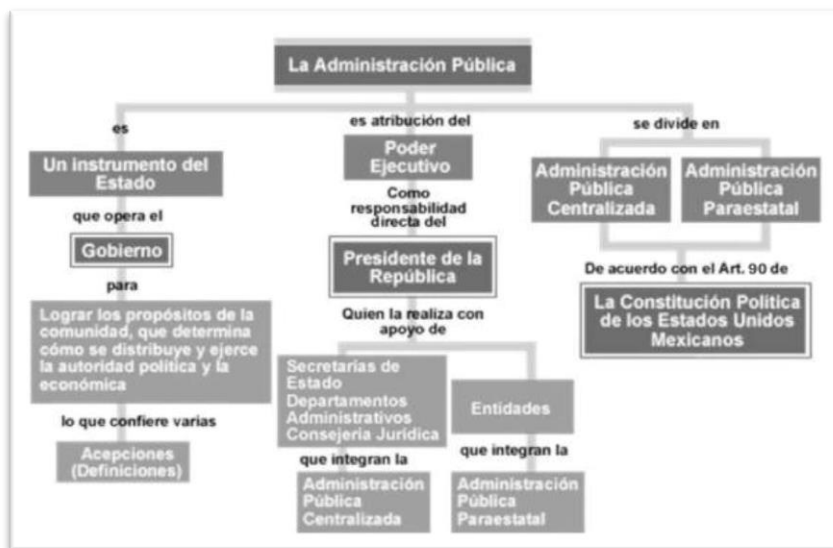 La Administración Pública
es
Un instrumento del
Estado
que opera el
Gobierno
para
Lograr los propósitos de la
comunidad, que determina
cómo se distribuye y ejerce
la autoridad política y la
económica
lo que confiere varias
Acepciones
(Definiciones)
es atribución del
Poder
Ejecutivo
Como
responsabilidad
directa del
Presidente de la
República
Quien la realiza con
apoyo de
Secretarías de
Estado
Departamentos
Administrativos
Consejería Jurídica
que integran la
Administración
Pública
Centralizada
Entidades
que integran la
Administración
Pública
Paraestatal
se divide en
Administración
Pública
Centralizada
Administración
Pública
Paraestatal
De acuerdo con el Art. 90 de
La Constitución Política
de los Estados Unidos
Mexicanos